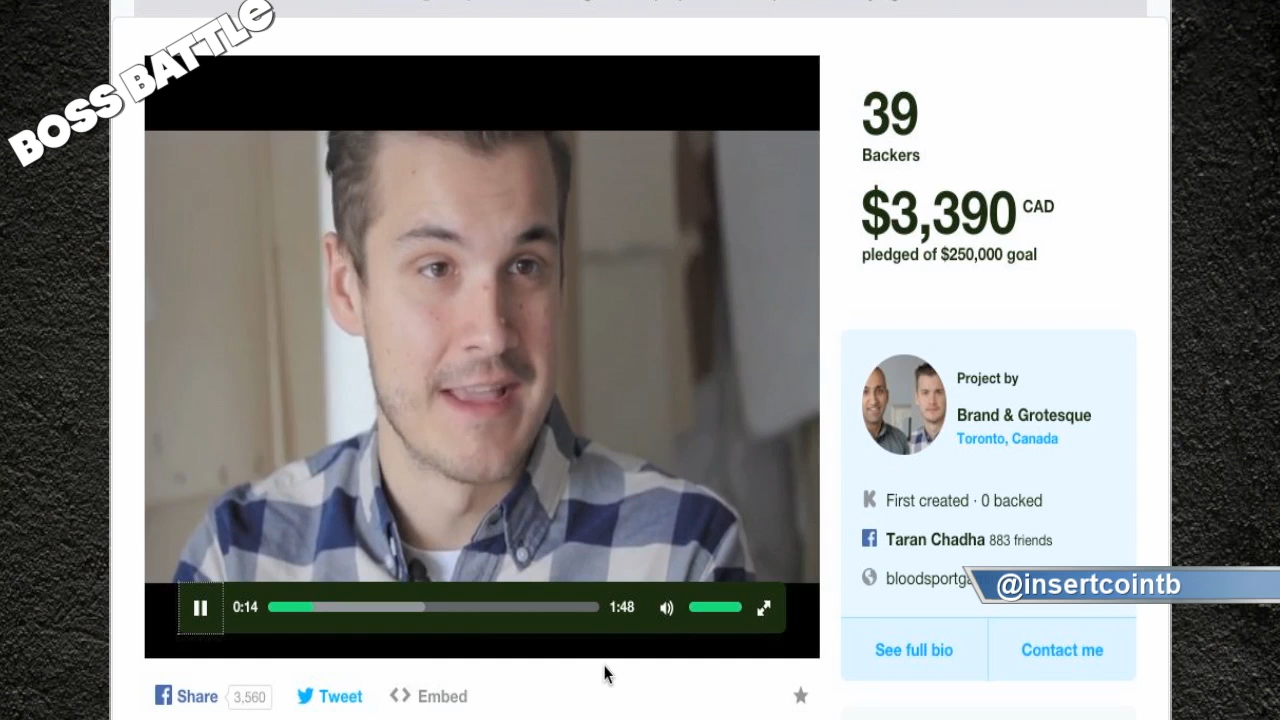 BOSS BATTLE
39
Backers
$3,390 CAD
pledged of $250,000 goal
Project by
Brand & Grotesque
Toronto, Canada
First created · 0 backed
Taran Chadha 883 friends
bloodsportga
@insertcointb
See full bio
Contact me
0:14
1:48
Share 3,560
Tweet
Embed